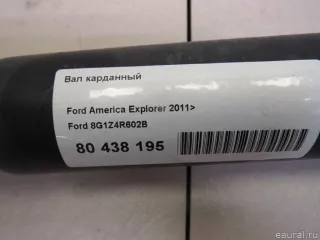 Вал карданный
Ford America Explorer 2011>
Ford 8G1Z4R602B
80 438 195
eaural.ru